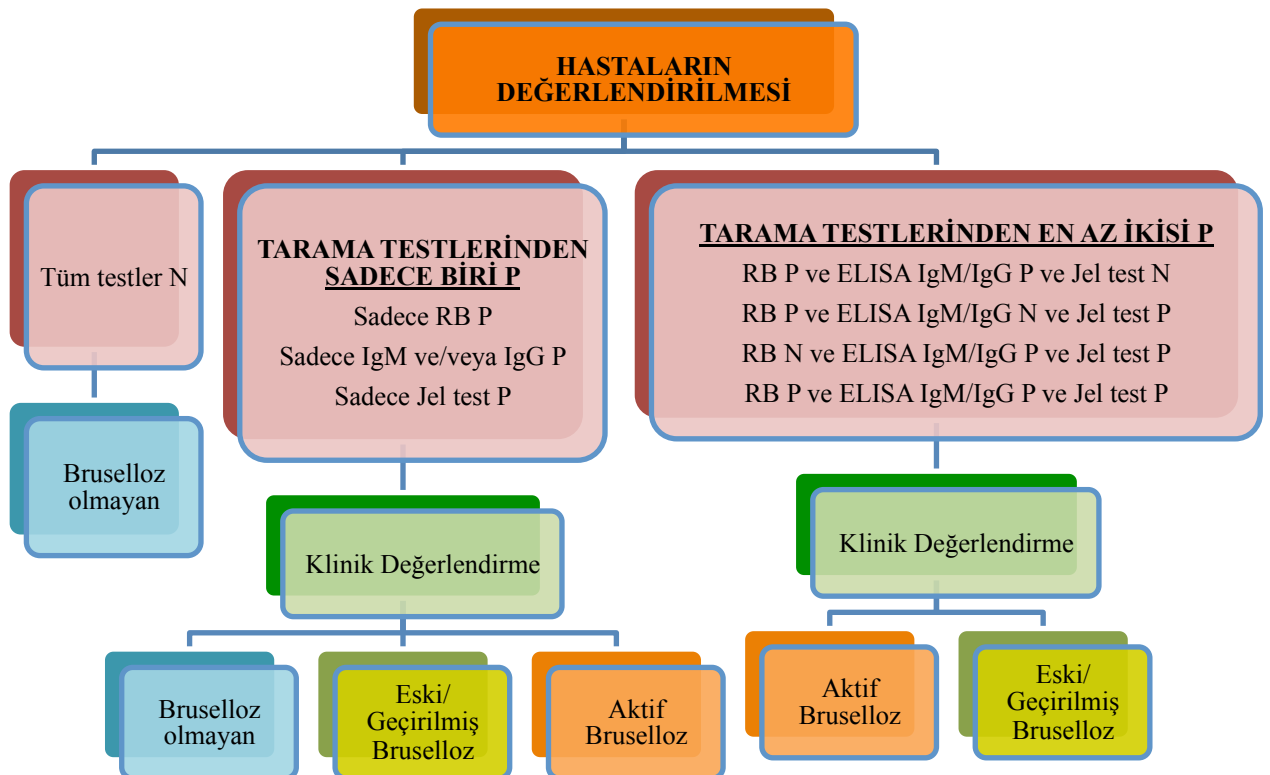 HASTALARIN
DEĞERLENDİRİLMESİ
Tüm testler N
Bruselloz
olmayan
TARAMA TESTLERİNDEN
SADECE BİRİ P
Sadece RB P
Sadece IgM ve/veya IgG P
Sadece Jel test P
Klinik Değerlendirme
Bruselloz
olmayan
Eski/
Geçirilmiş
Bruselloz
Aktif
Bruselloz
TARAMA TESTLERİNDEN EN AZ İKİSİ P
RB P ve ELISA IgM/IgG P ve Jel test N
RB P ve ELISA IgM/IgG N ve Jel test P
RB N ve ELISA IgM/IgG P ve Jel test P
RB P ve ELISA IgM/IgG P ve Jel test P
Klinik Değerlendirme
Aktif
Bruselloz
Eski/
Geçirilmiş
Bruselloz